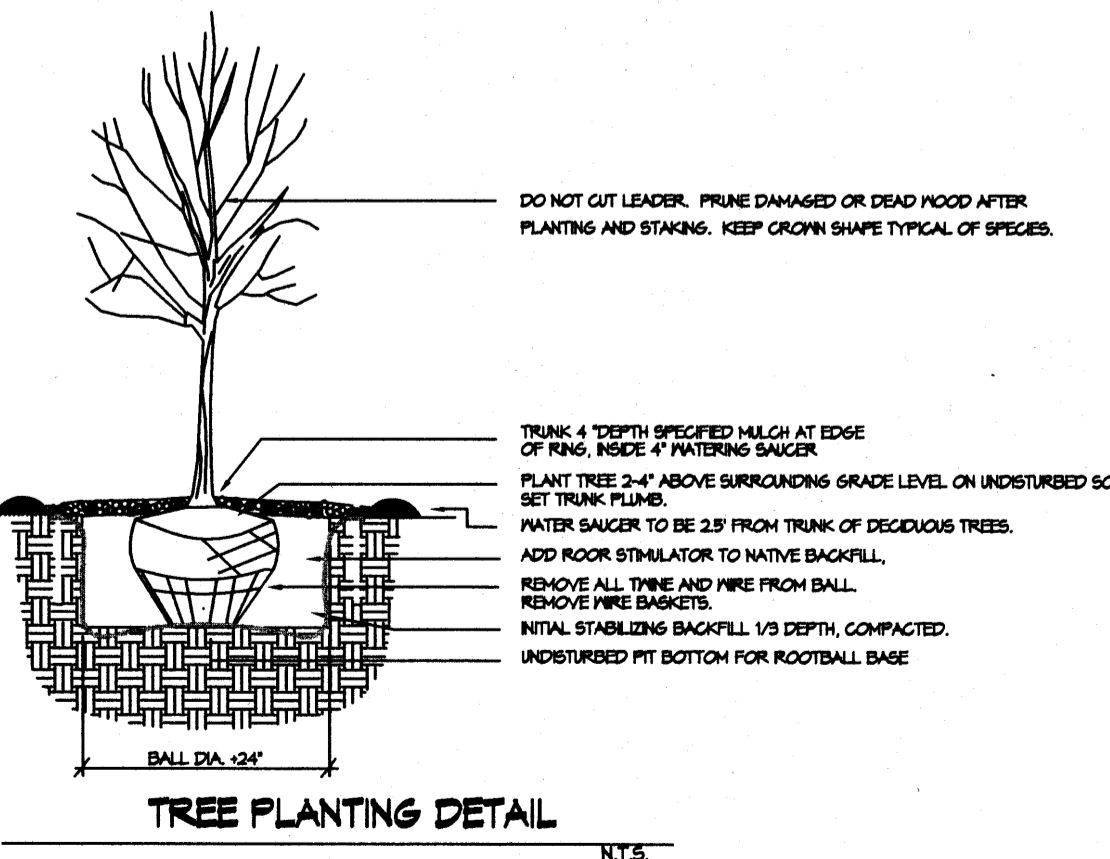 DO NOT CUT LEADER. PRUNE DAMAGED OR DEAD WOOD AFTER
PLANTING AND STAKING. KEEP CROWN SHAPE TYPICAL OF SPECIES.
TRUNK 4 "DEPTH SPECIFIED MULCH AT EDGE
OF RING, INSIDE 4" WATERING SAUCER
PLANT TREE 2-4" ABOVE SURROUNDING GRADE LEVEL ON UNDISTURBED
SET TRUNK PLUMB.
WATER SAUCER TO BE 2.5' FROM TRUNK OF DECIDUOUS TREES.
ADD ROOR STIMULATOR TO NATIVE BACKFILL,
REMOVE ALL TWINE AND WIRE FROM BALL.
REMOVE WIRE BASKETS.
INITIAL STABILIZING BACKFILL 1/3 DEPTH, COMPACTED.
UNDISTURBED PIT BOTTOM FOR ROOTBALL BASE
BALL DIA. +24"
TREE PLANTING DETAIL
N.T.S.